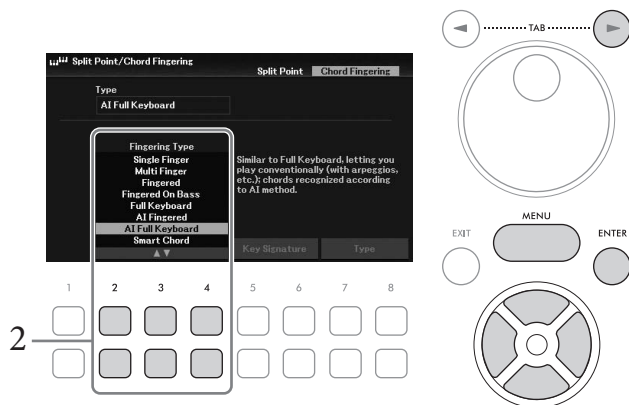 TAB
Split Point/Chord Fingering
Split Point Chord Fingering
Type
AI Full Keyboard
Fingering Type
Single Finger
Multi Finger
Fingered
Fingered On Bass
Full Keyboard
AI Fingered
AI Full Keyboard
Smart Chord
Similar to Full Keyboard, letting you
play conventionally (with arpeggios,
etc.); chords recognized according
to AI method.
Key Signature Type
EXIT MENU ENTER
1 2 3 4 5 6 7 8
2